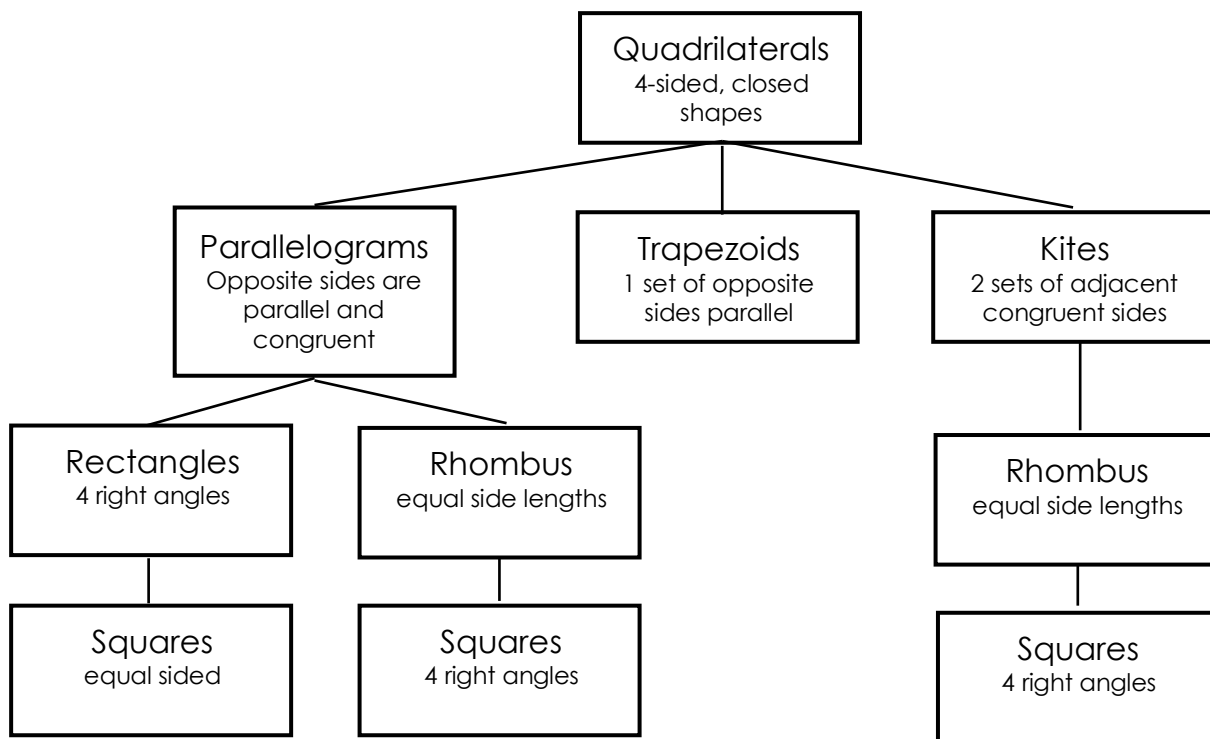 Quadrilaterals
4-sided, closed
shapes
Parallelograms
Opposite sides are
parallel and
congruent
Trapezoids
1 set of opposite
sides parallel
Kites
2 sets of adjacent
congruent sides
Rectangles
4 right angles
Rhombus
equal side lengths
Rhombus
equal side lengths
Squares
equal sided
Squares
4 right angles
Squares
4 right angles